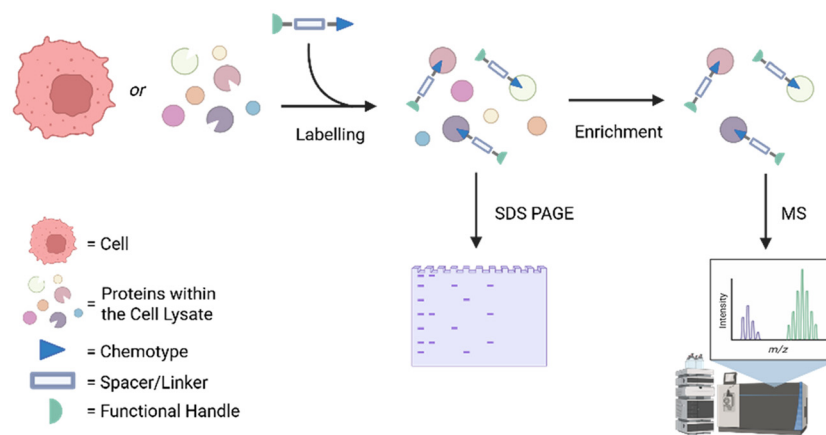 or
Labelling
Enrichment
SDS PAGE
MS
= Cell
= Proteins within
the Cell Lysate
= Chemotype
= Spacer/Linker
= Functional Handle
Intensity
m/z